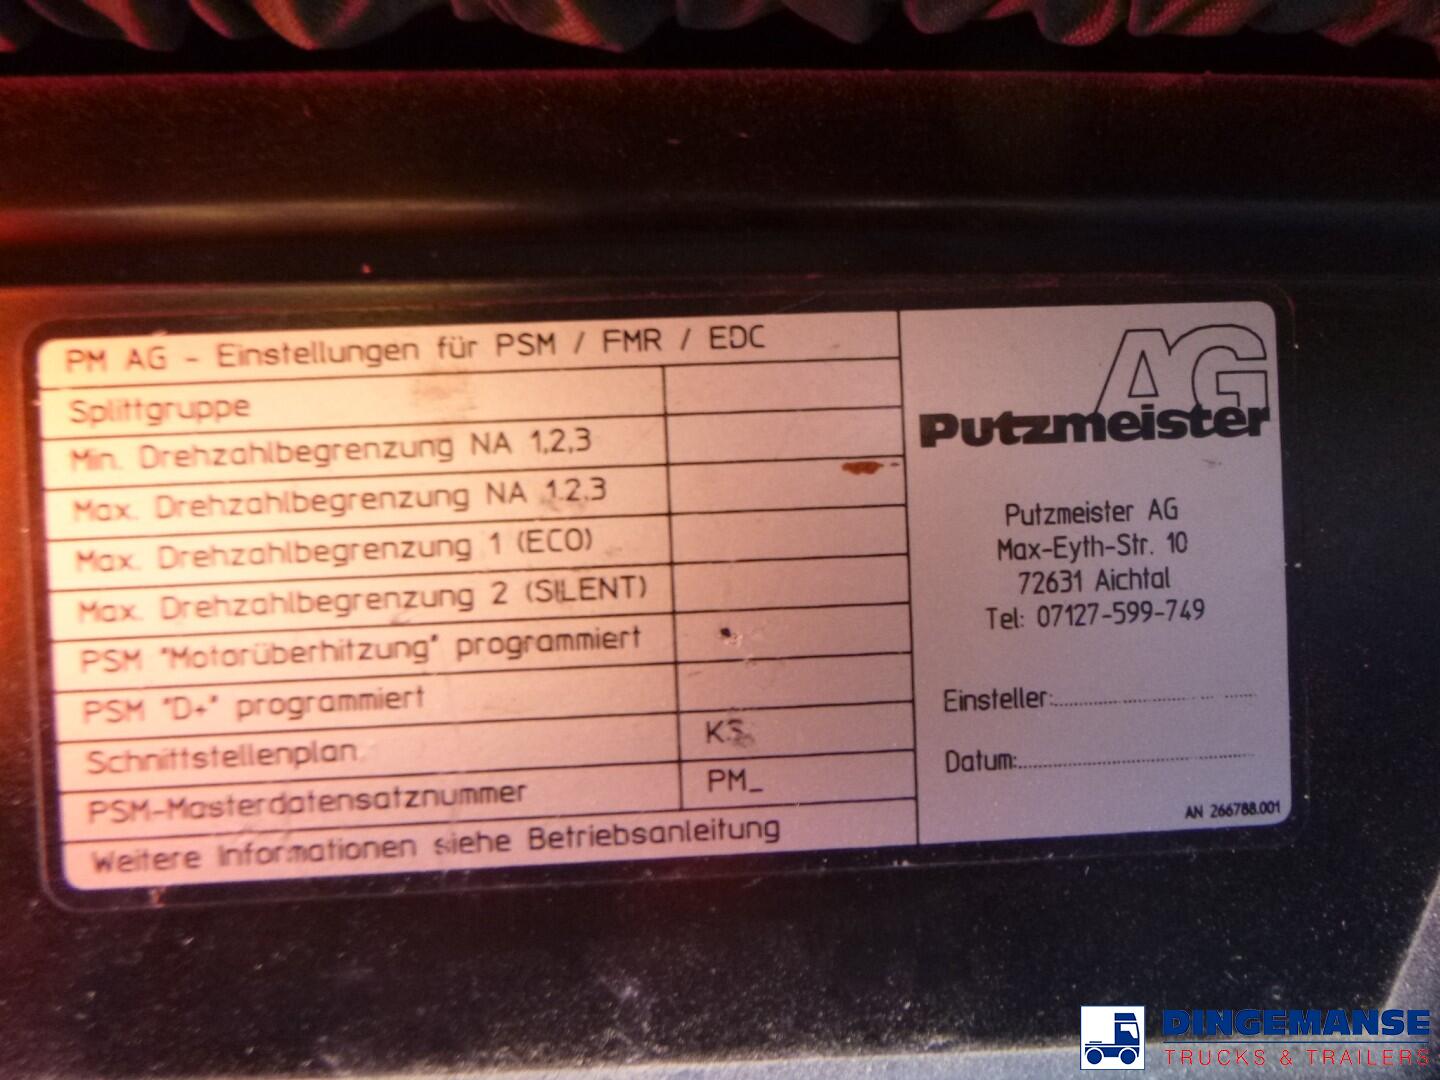 PM AG - Einstellungen für PSM / FMR / EDC
Splittgruppe
Min. Drehzahlbegrenzung NA 1,2,3
Max. Drehzahlbegrenzung NA 1.2.3
Max. Drehzahlbegrenzung 1 (ECO)
Max. Drehzahlbegrenzung 2 (SILENT)
PSM "Motorüberhitzung" programmiert
PSM "D+" programmiert
Schnittstellenplan K3
PSM-Masterdatensatznummer PM_
Weitere Informationen siehe Betriebsanleitung
AG
Putzmeister
Putzmeister AG
Max-Eyth-Str. 10
72631 Aichtal
Tel: 07127-599-749
Einsteller:
Datum:
AN 266788.001
DINGEMANSE
TRUCKS & TRAILERS